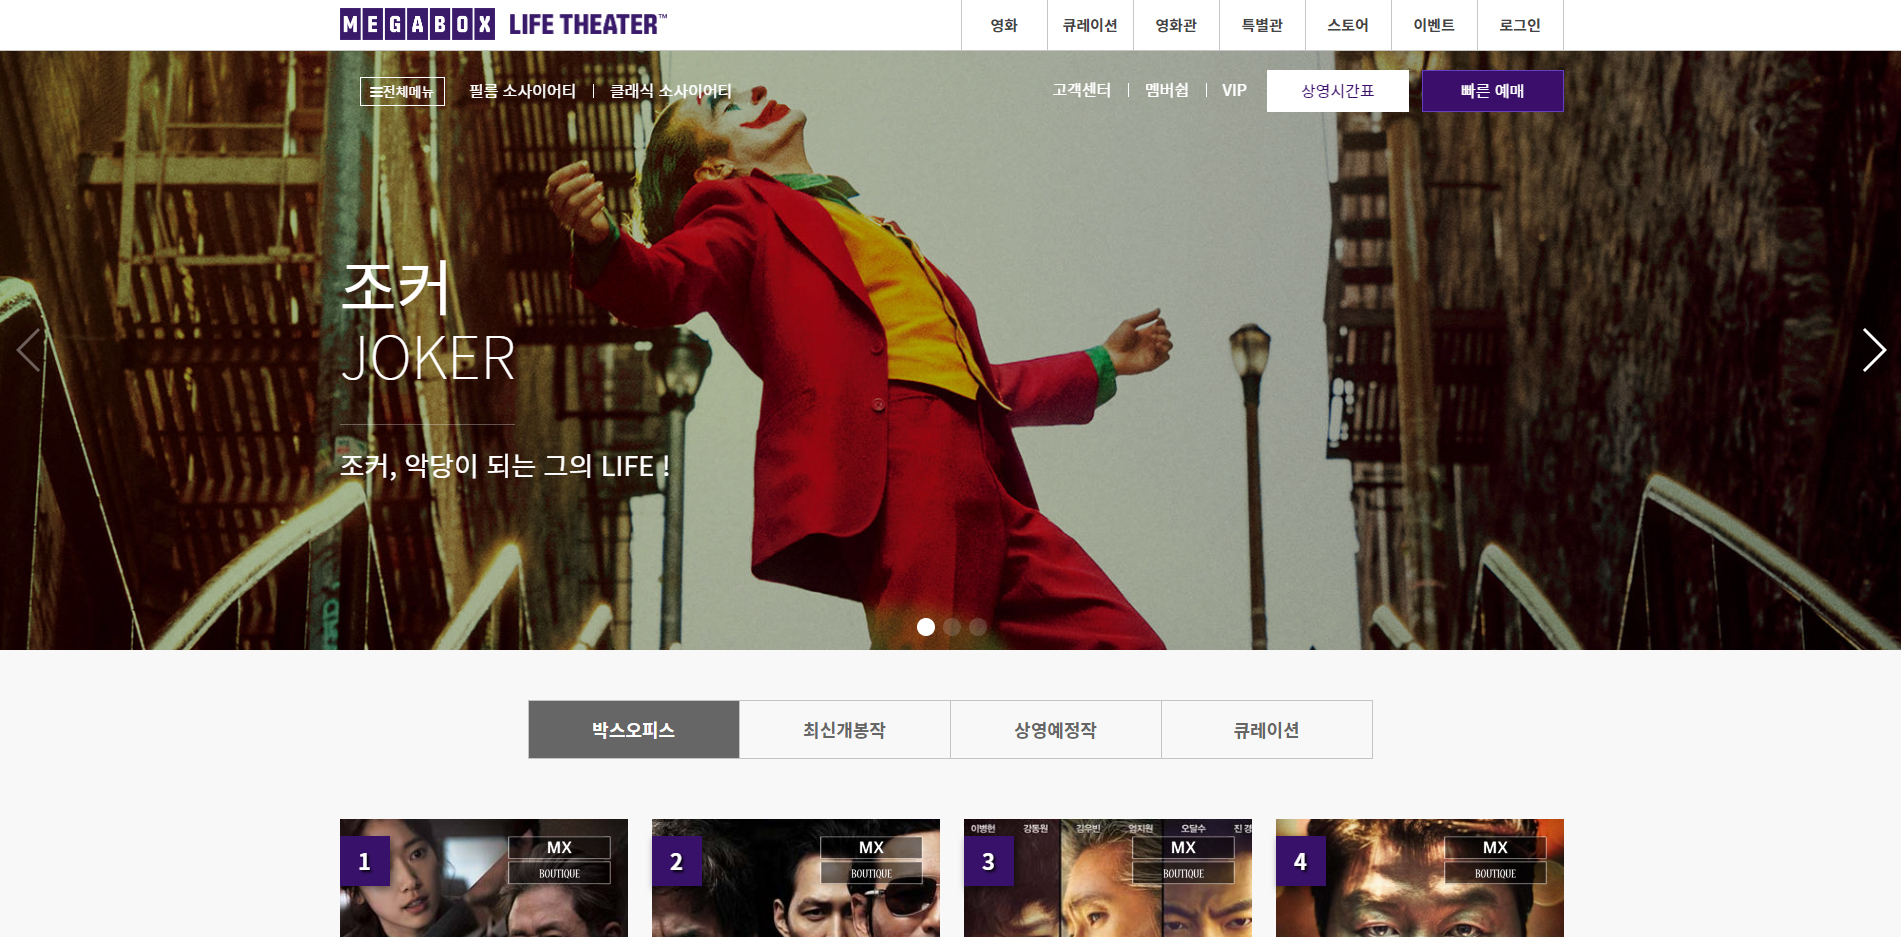 MEGABOX LIFE THEATER™
영화
큐레이션
영화관
특별관
스토어
이벤트
로그인
전체메뉴
필름 소사이어티
클래식 소사이어티
고객센터
멤버쉽
VIP
상영시간표
빠른 예매
조커
JOKER
조커, 악당이 되는 그의 LIFE !
박스오피스
최신개봉작
상영예정작
큐레이션
1
MX
BOUTIQUE
2
MX
BOUTIQUE
이병헌 강동원 김우빈 엄지원 오달수 진 경
3
MX
BOUTIQUE
4
MX
BOUTIQUE